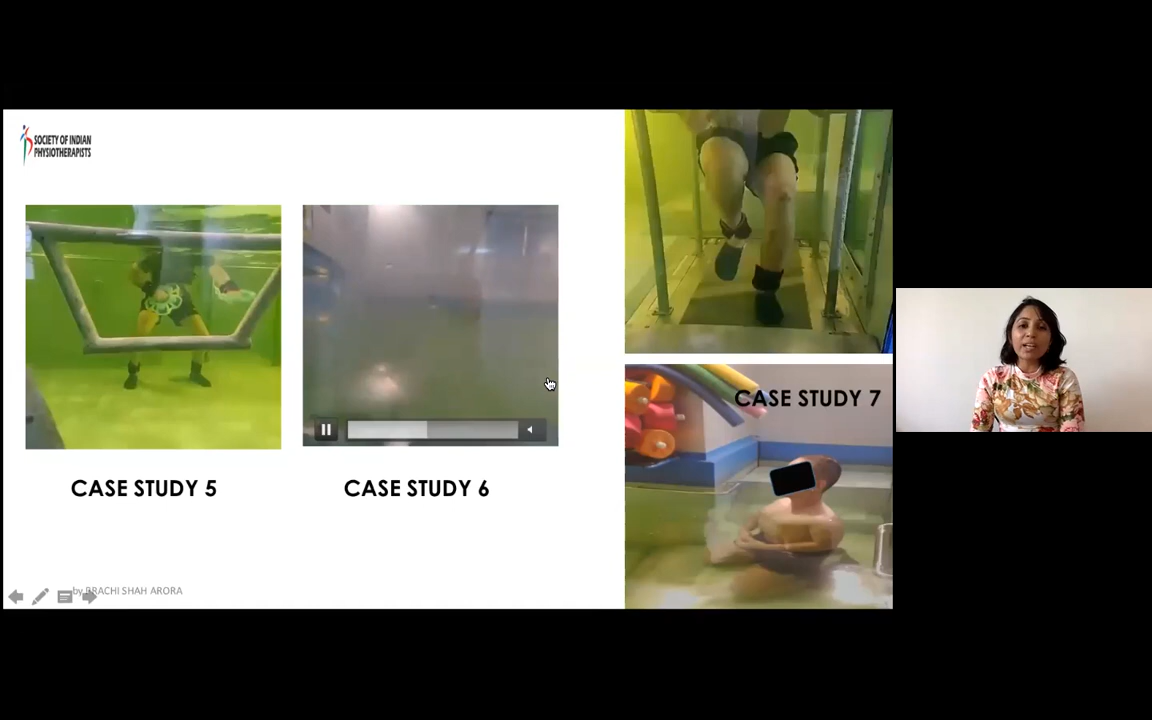 SOCIETY OF INDIAN
PHYSIOTHERAPISTS
CASE STUDY 7
CASE STUDY 5
CASE STUDY 6
by PRACHI SHAH ARORA